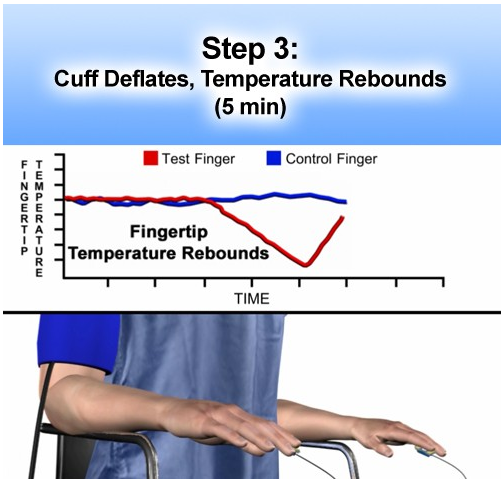 Step 3:
Cuff Deflates, Temperature Rebounds
(5 min)
FINGERTIP
TEMPERATURE
Test Finger
Control Finger
Fingertip
Temperature Rebounds
TIME